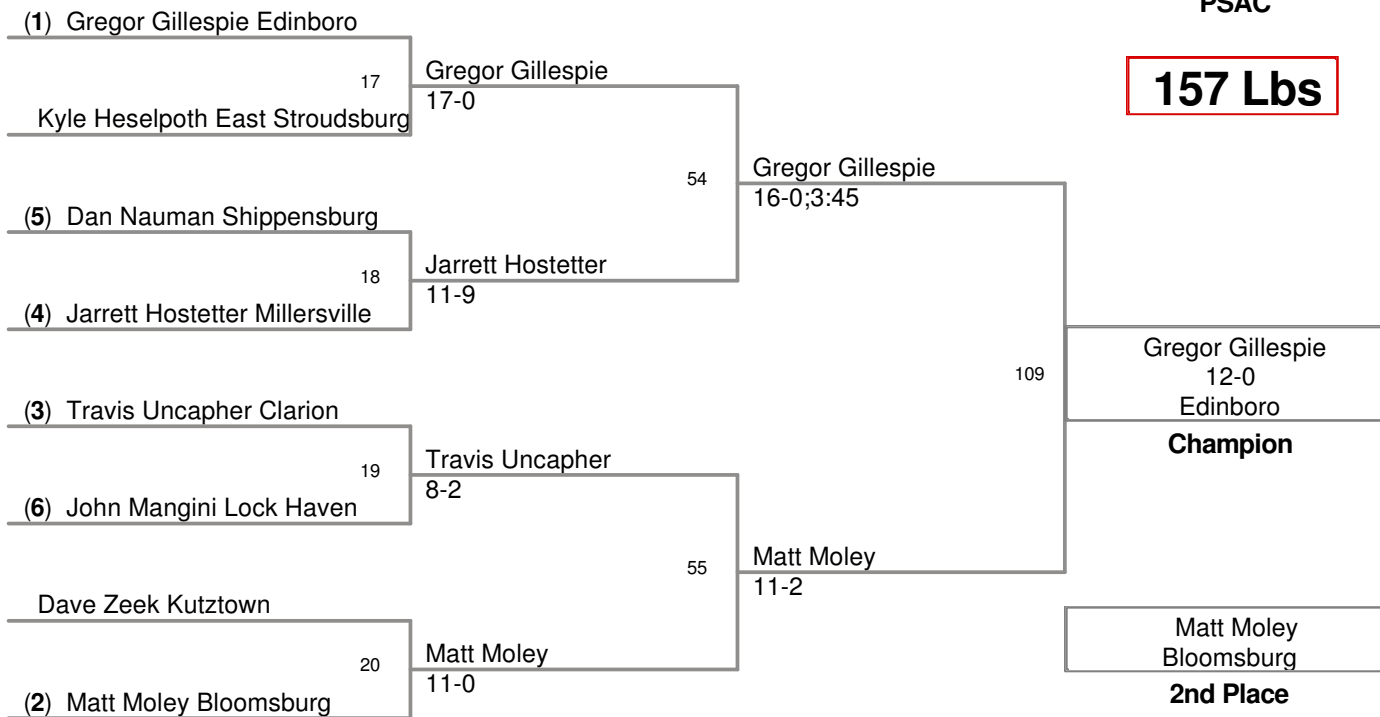 PSAC
157 Lbs
(1) Gregor Gillespie Edinboro
17
Kyle Heselpoth East Stroudsburg
Gregor Gillespie
17-0
(5) Dan Nauman Shippensburg
18
(4) Jarrett Hostetter Millersville
Jarrett Hostetter
11-9
54
Gregor Gillespie
16-0;3:45
(3) Travis Uncapher Clarion
19
(6) John Mangini Lock Haven
Travis Uncapher
8-2
Dave Zeek Kutztown
20
(2) Matt Moley Bloomsburg
Matt Moley
11-0
55
Matt Moley
11-2
109
Gregor Gillespie
12-0
Edinboro
Champion
Matt Moley
Bloomsburg
2nd Place